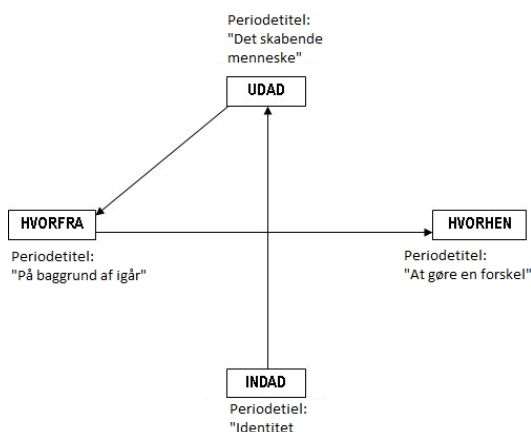 Periodetitel:
"Det skabende
menneske"
UDAD
HVORFRA
Periodetitel:
"På baggrund af igår"
HVORHEN
Periodetitel:
"At gøre en forskel"
INDAD
Periodetiel:
"Identitet